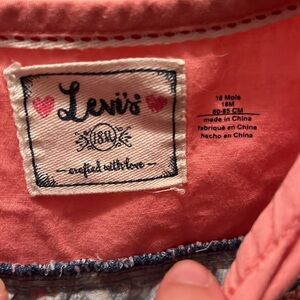 Levi's
18M
crafted with love
18 Mois
18M
80-85 CM
made in China
fabriqué en Chine
hecho en China